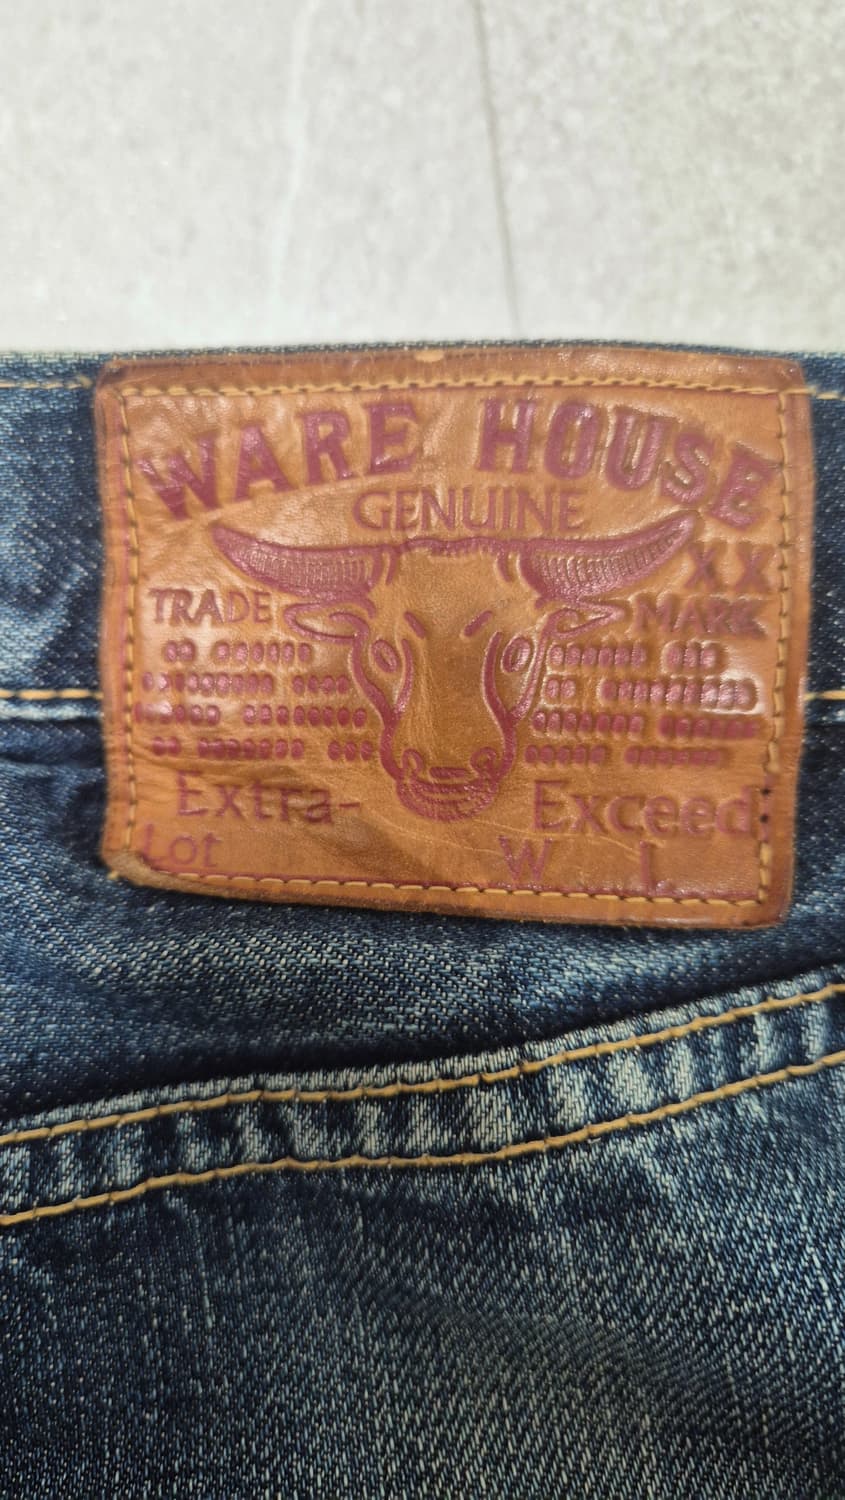 WARE HOUSE
GENUINE
XX
TRADE MARK
Extra- Exceed
Lot W L